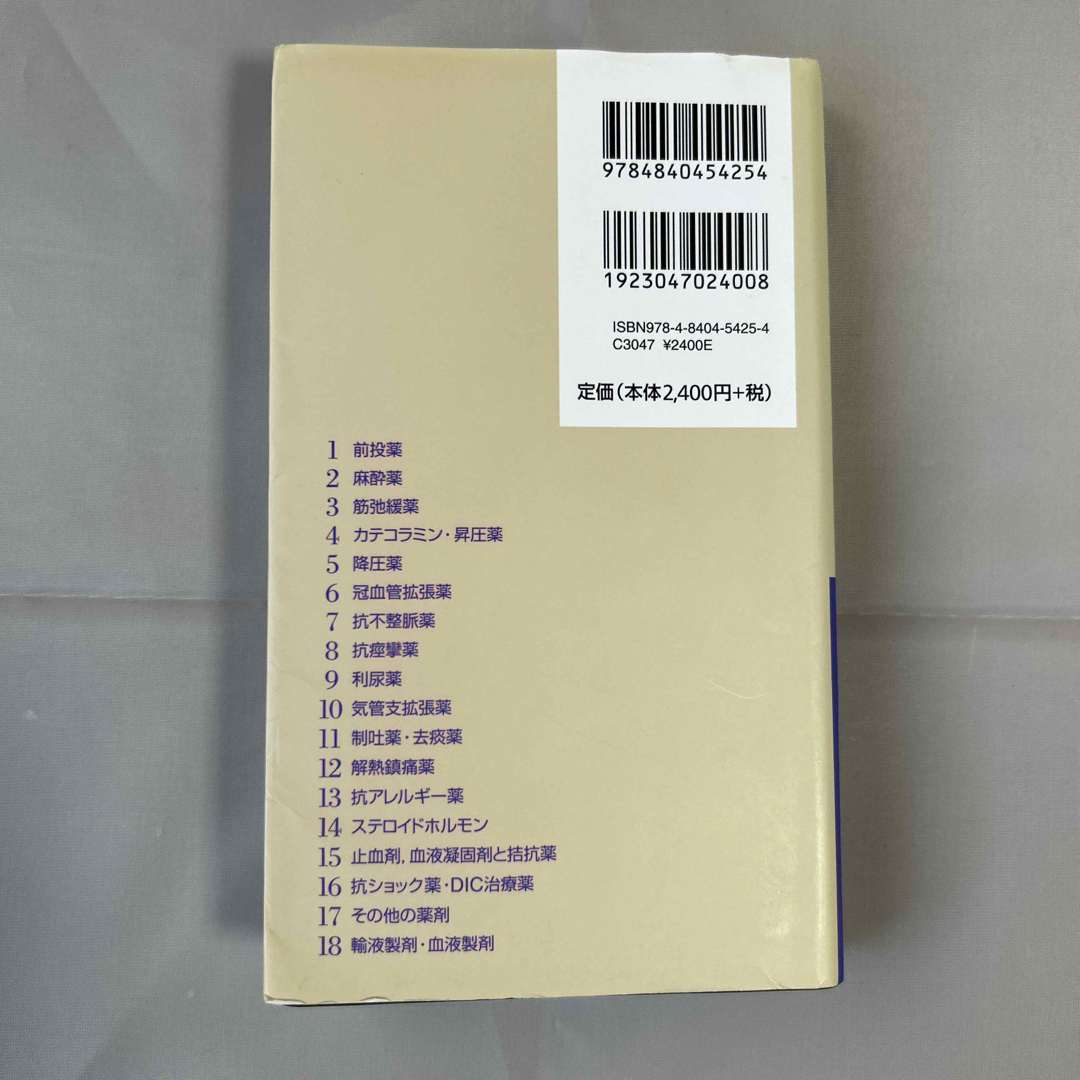 9784840454254
1923047024008
ISBN978-4-8404-5425-4
C3047 ¥2400E
定価(本体2,400円+税)
1 前投薬
2 麻酔薬
3 筋弛緩薬
4 カテコラミン・昇圧薬
5 降圧薬
6 冠血管拡張薬
7 抗不整脈薬
8 抗痙攣薬
9 利尿薬
10 気管支拡張薬
11 制吐薬・去痰薬
12 解熱鎮痛薬
13 抗アレルギー薬
14 ステロイドホルモン
15 止血剤,血液凝固剤と拮抗薬
16 抗ショック薬・DIC治療薬
17 その他の薬剤
18 輸液製剤・血液製剤